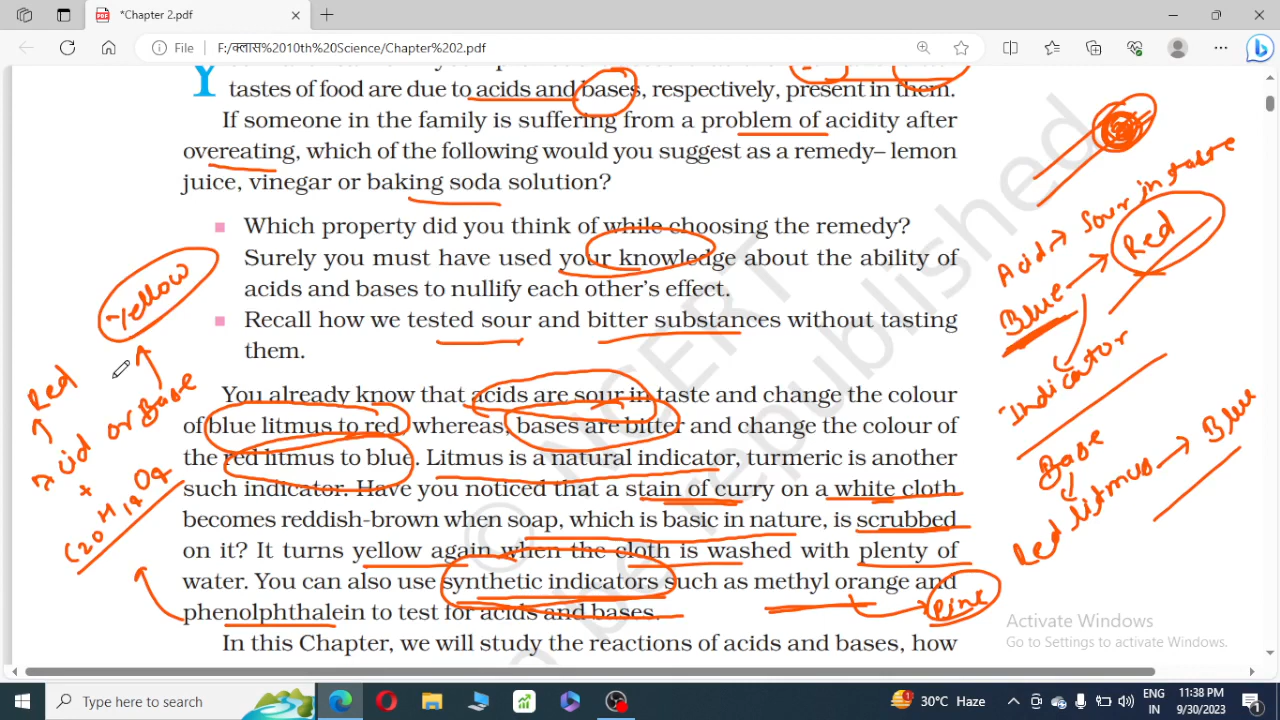 *Chapter 2.pdf
File
F:/क्लास%2010th%20Science/Chapter%202.pdf
Y
tastes of food are due to acids and bases, respectively, present in them.
If someone in the family is suffering from a problem of acidity after
overeating, which of the following would you suggest as a remedy– lemon
juice, vinegar or baking soda solution?
Which property did you think of while choosing the remedy?
Surely you must have used your knowledge about the ability of
acids and bases to nullify each other's effect.
Recall how we tested sour and bitter substances without tasting
them.
You already know that acids are sour in taste and change the colour
of blue litmus to red, whereas, bases are bitter and change the colour of
the red litmus to blue. Litmus is a natural indicator, turmeric is another
such indicator. Have you noticed that a stain of curry on a white cloth
becomes reddish-brown when soap, which is basic in nature, is scrubbed
on it? It turns yellow again when the cloth is washed with plenty of
water. You can also use synthetic indicators such as methyl orange and
phenolphthalein to test for acids and bases.
In this Chapter, we will study the reactions of acids and bases, how
© NCERT
republished
Yellow
Red
or Base
+
C20H14O4
Acid → Sour in taste
Blue → Red
Indicator
Base
Red litmus → Blue
Activate Windows
Go to Settings to activate Windows.
Type here to search
1
30°C Haze
ENG
IN
11:38 PM
9/30/2023
1